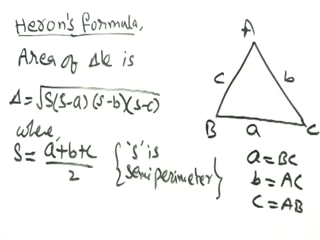 Heron's formula,
Area of Δle is
Δ = √S(S-a)(S-b)(S-c)
where,
S = a+b+c/2 {'s' is semiperimeter}
A
c b
B a C
a = BC
b = AC
c = AB